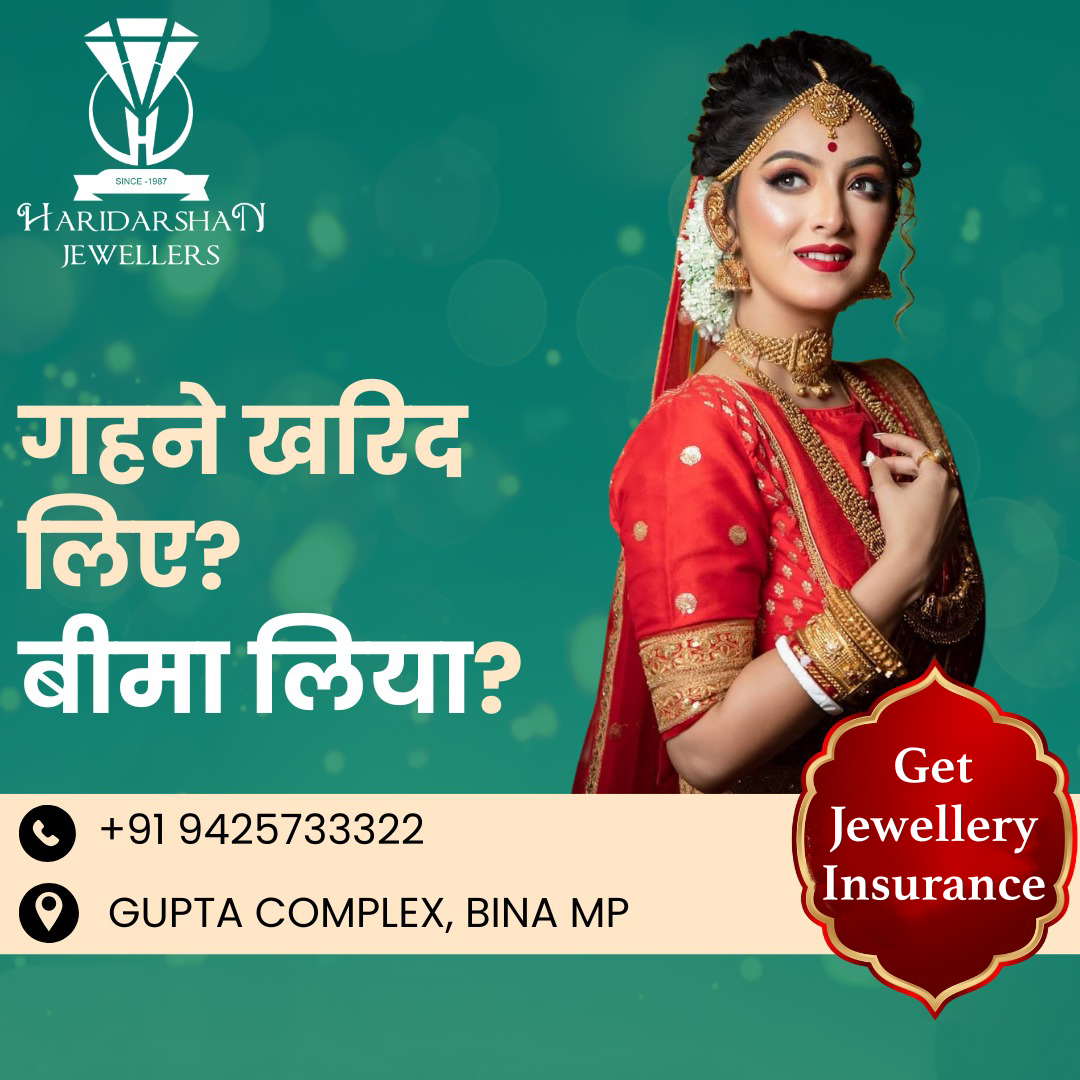 SINCE -1987
HARIDARSHAN
JEWELLERS
गहने खरिद
लिए?
बीमा लिया?
+91 9425733322
GUPTA COMPLEX, BINA MP
Get
Jewellery
Insurance